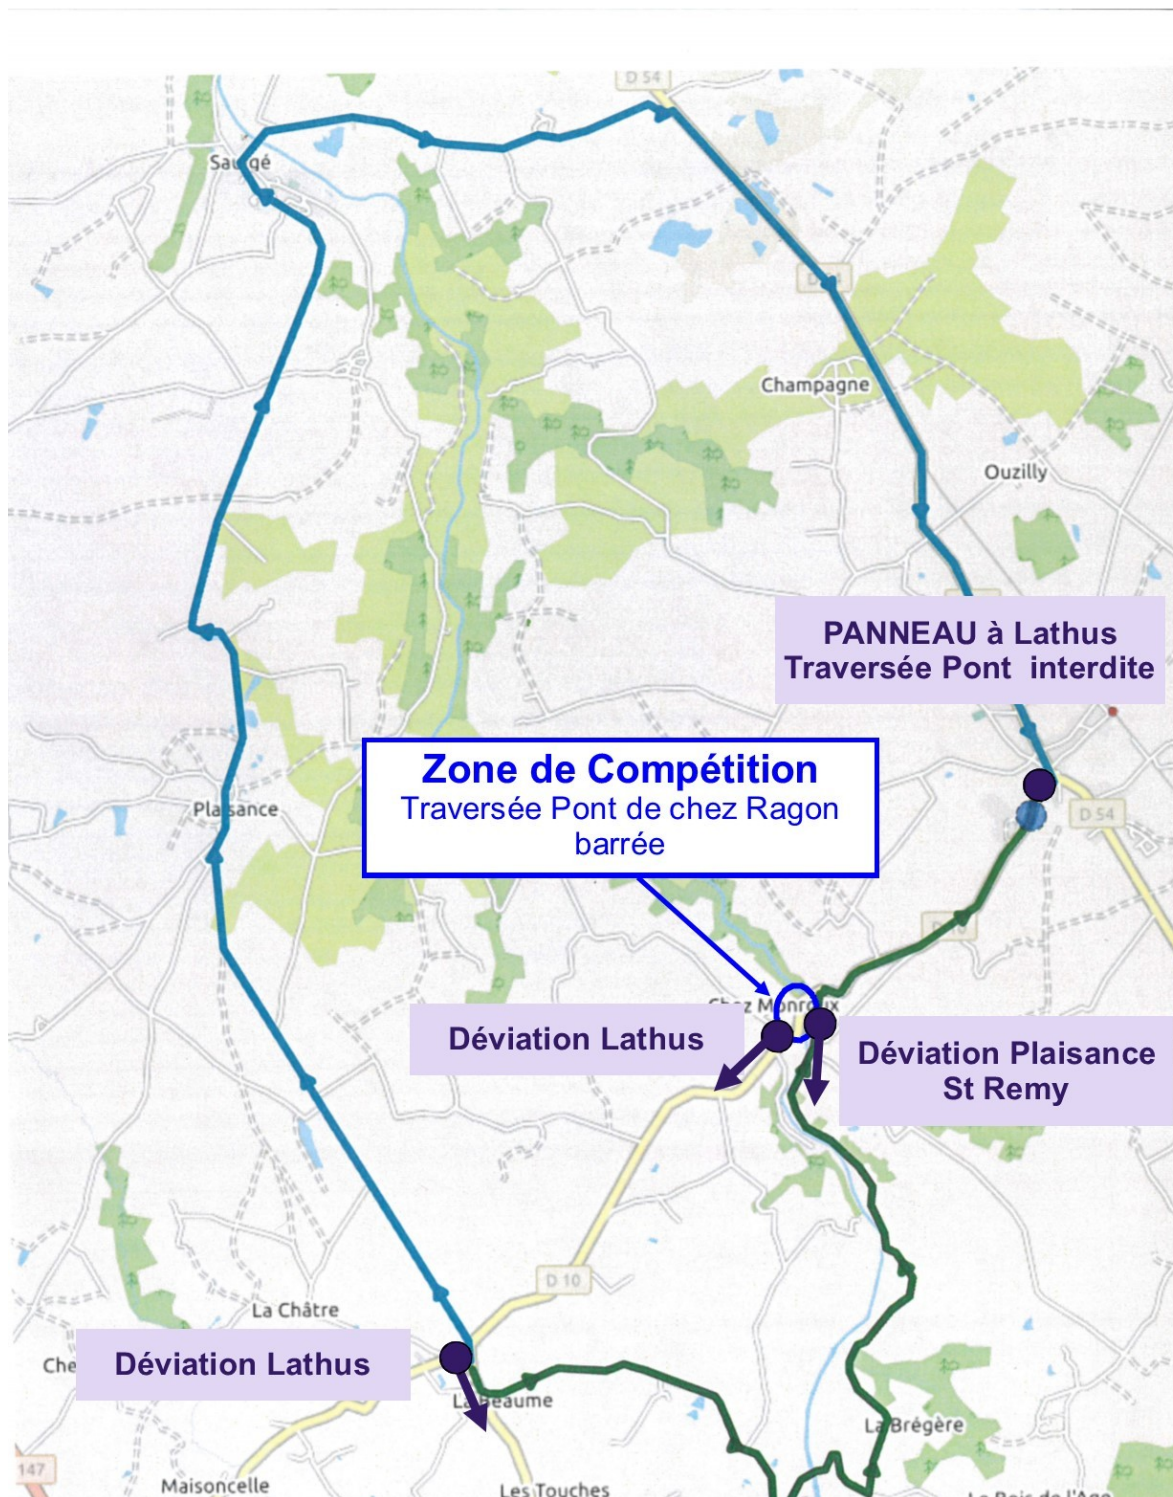 D 54
Saulgé
Champagne
Ouzilly
PANNEAU à Lathus
Traversée Pont interdite
Zone de Compétition
Traversée Pont de chez Ragon
barrée
Plaisance
D 54
Déviation Lathus
Déviation Plaisance
St Remy
D 10
La Châtre
Déviation Lathus
La Beaume
La Brégère
147
Maisoncelle
Les Touches